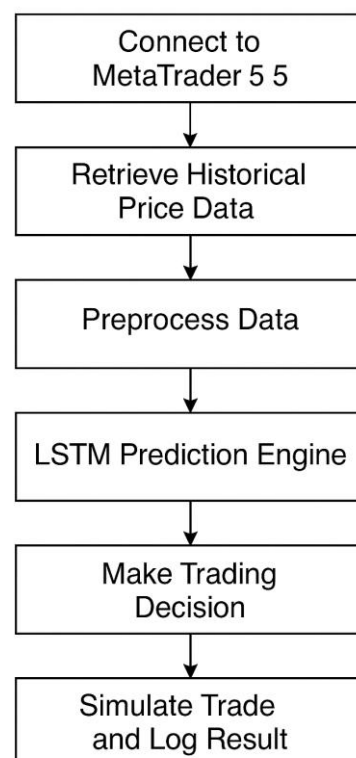 Connect to
MetaTrader 5 5
Retrieve Historical
Price Data
Preprocess Data
LSTM Prediction Engine
Make Trading
Decision
Simulate Trade
and Log Result